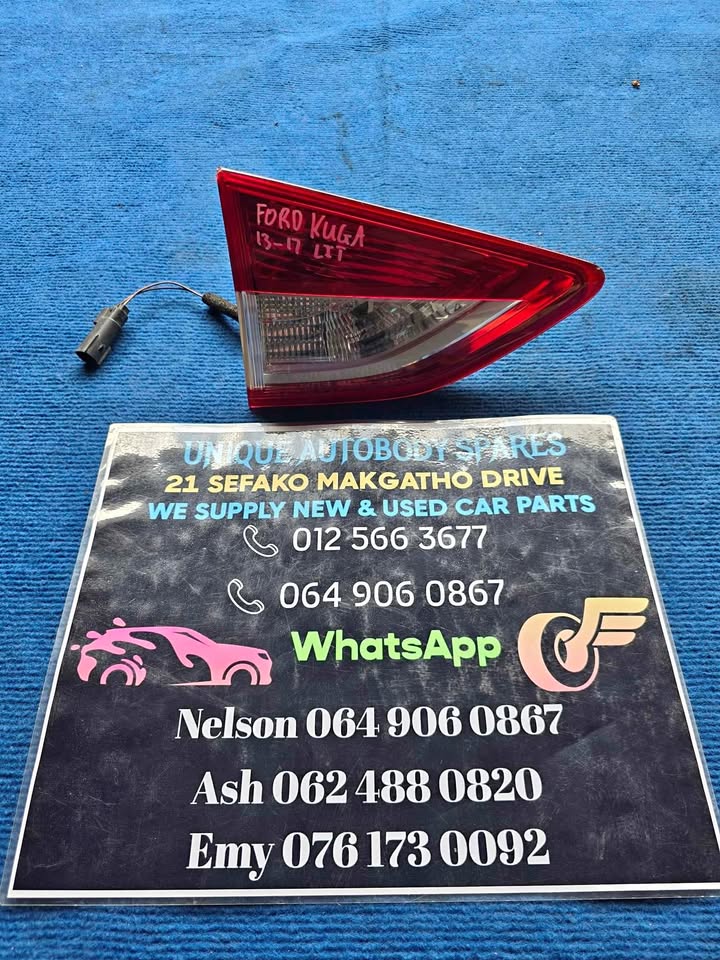 FORD KUGA
13-17 LIT
UNIQUE AUTOBODY SPARES
21 SEFAKO MAKGATHO DRIVE
WE SUPPLY NEW & USED CAR PARTS
012 566 3677
064 906 0867
WhatsApp
Nelson 064 906 0867
Ash 062 488 0820
Emy 076 173 0092